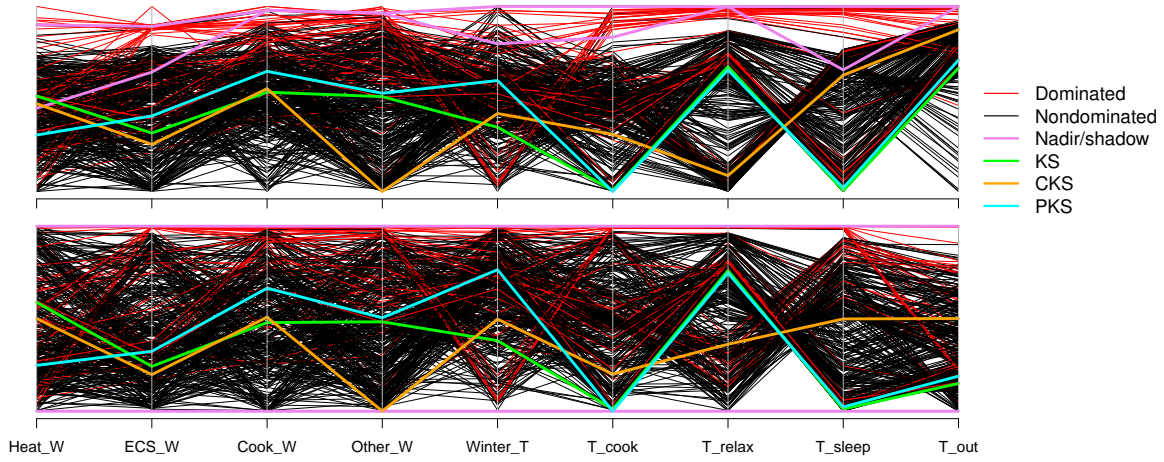 Dominated
Nondominated
Nadir/shadow
KS
CKS
PKS
Heat_W ECS_W Cook_W Other_W Winter_T T_cook T_relax T_sleep T_out